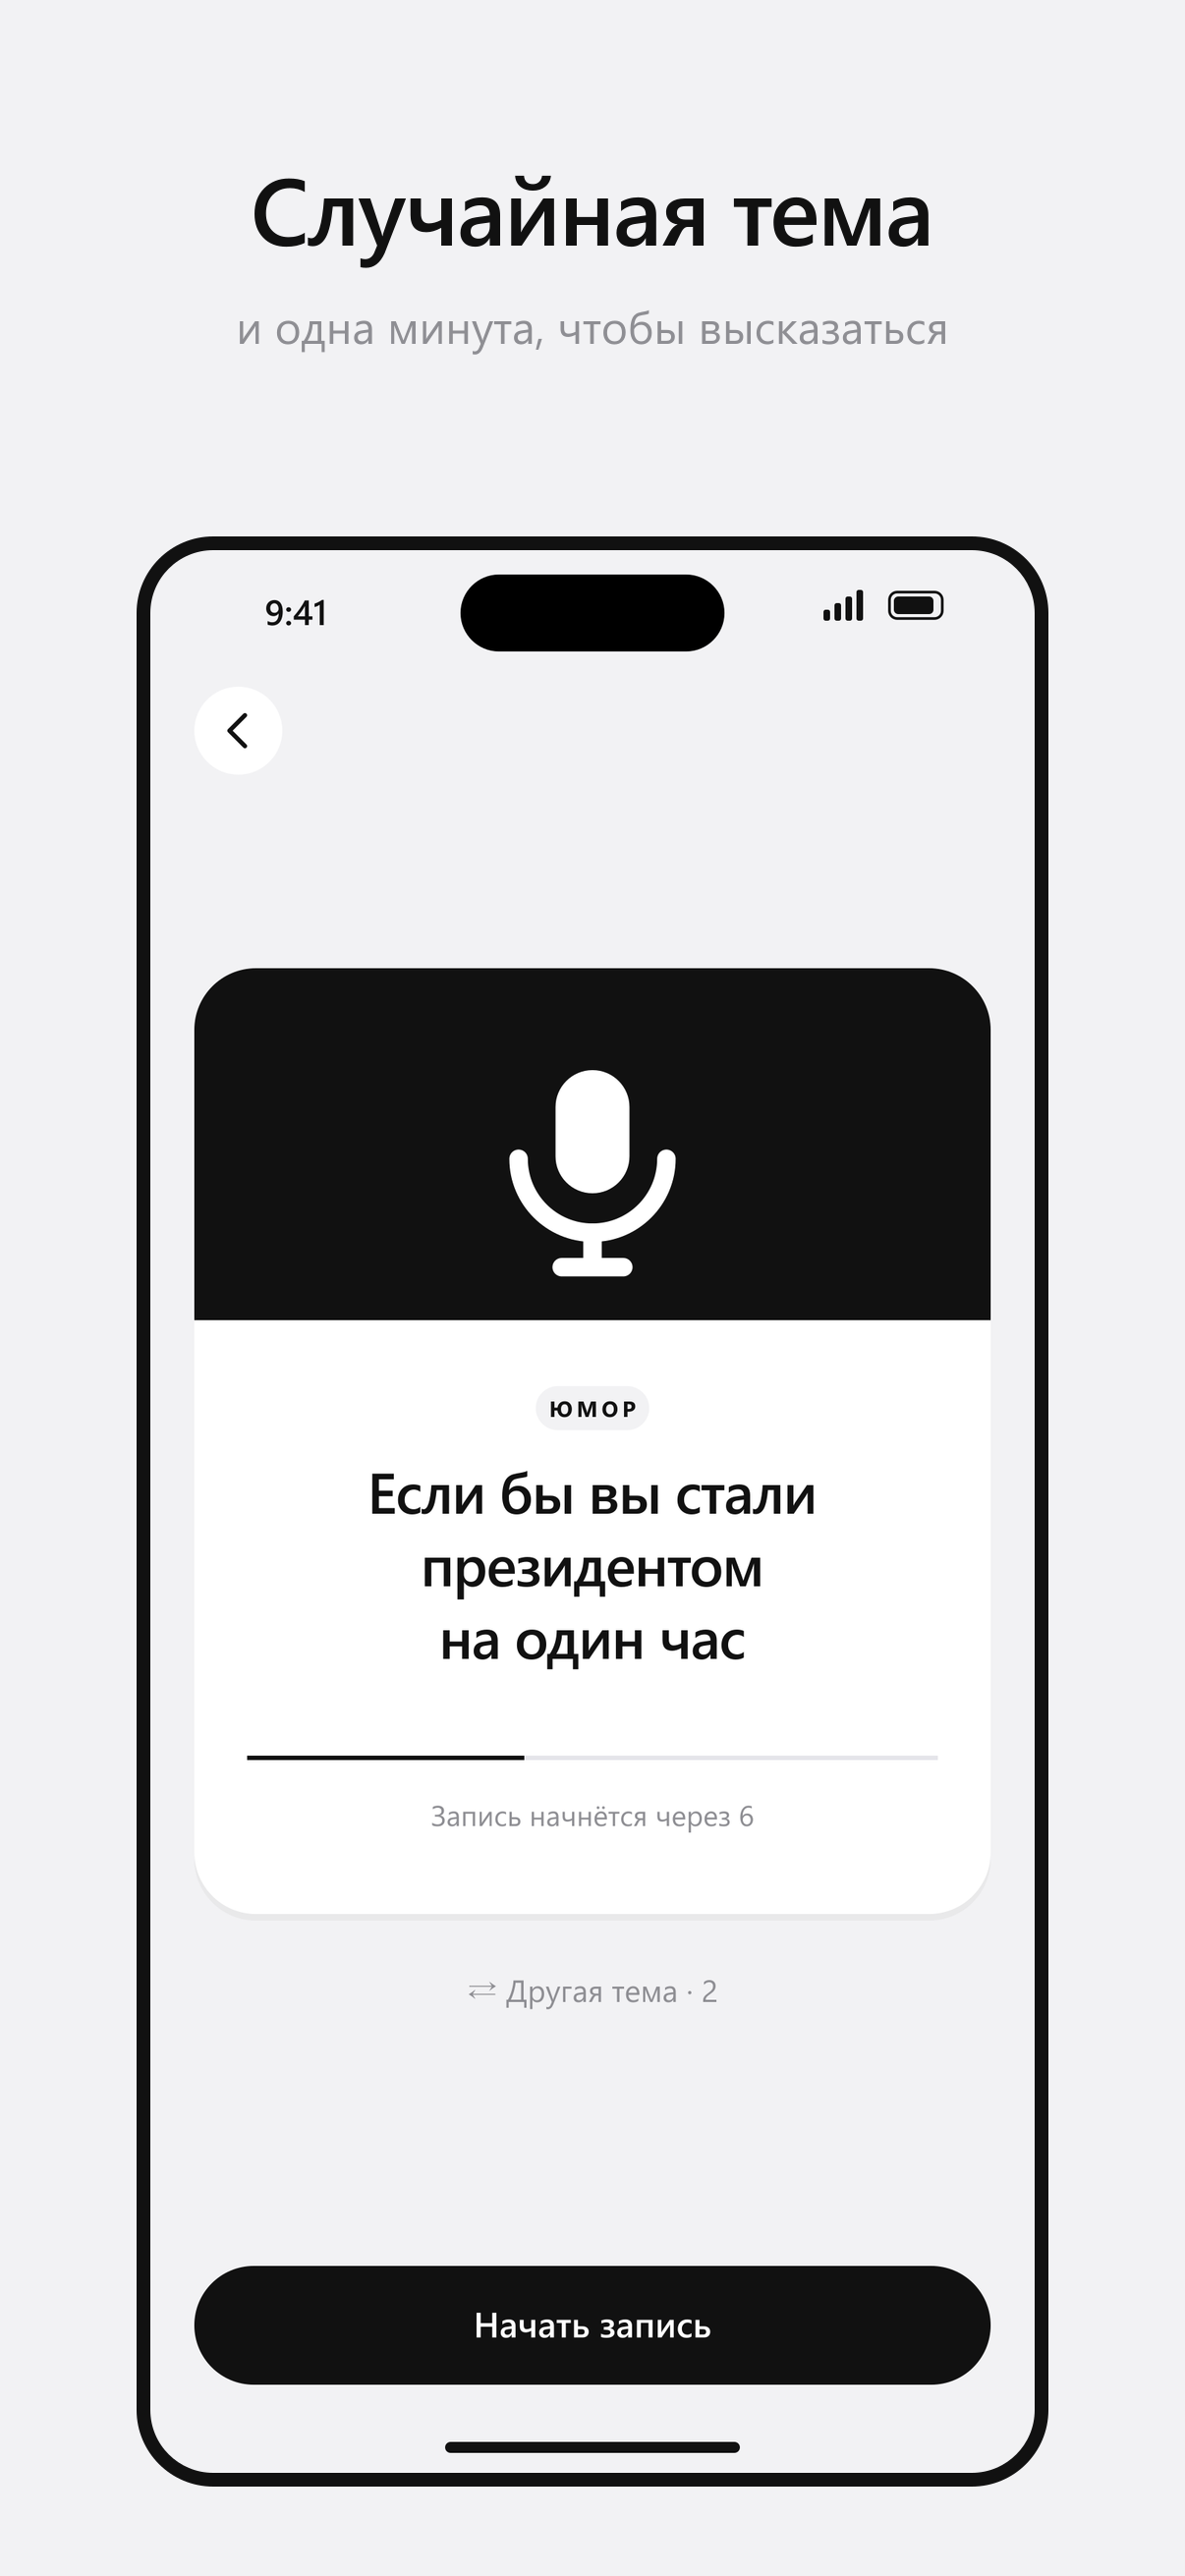 Случайная тема
и одна минута, чтобы высказаться
9:41
ЮМОР
Если бы вы стали
президентом
на один час
Запись начнётся через 6
⇄ Другая тема · 2
Начать запись